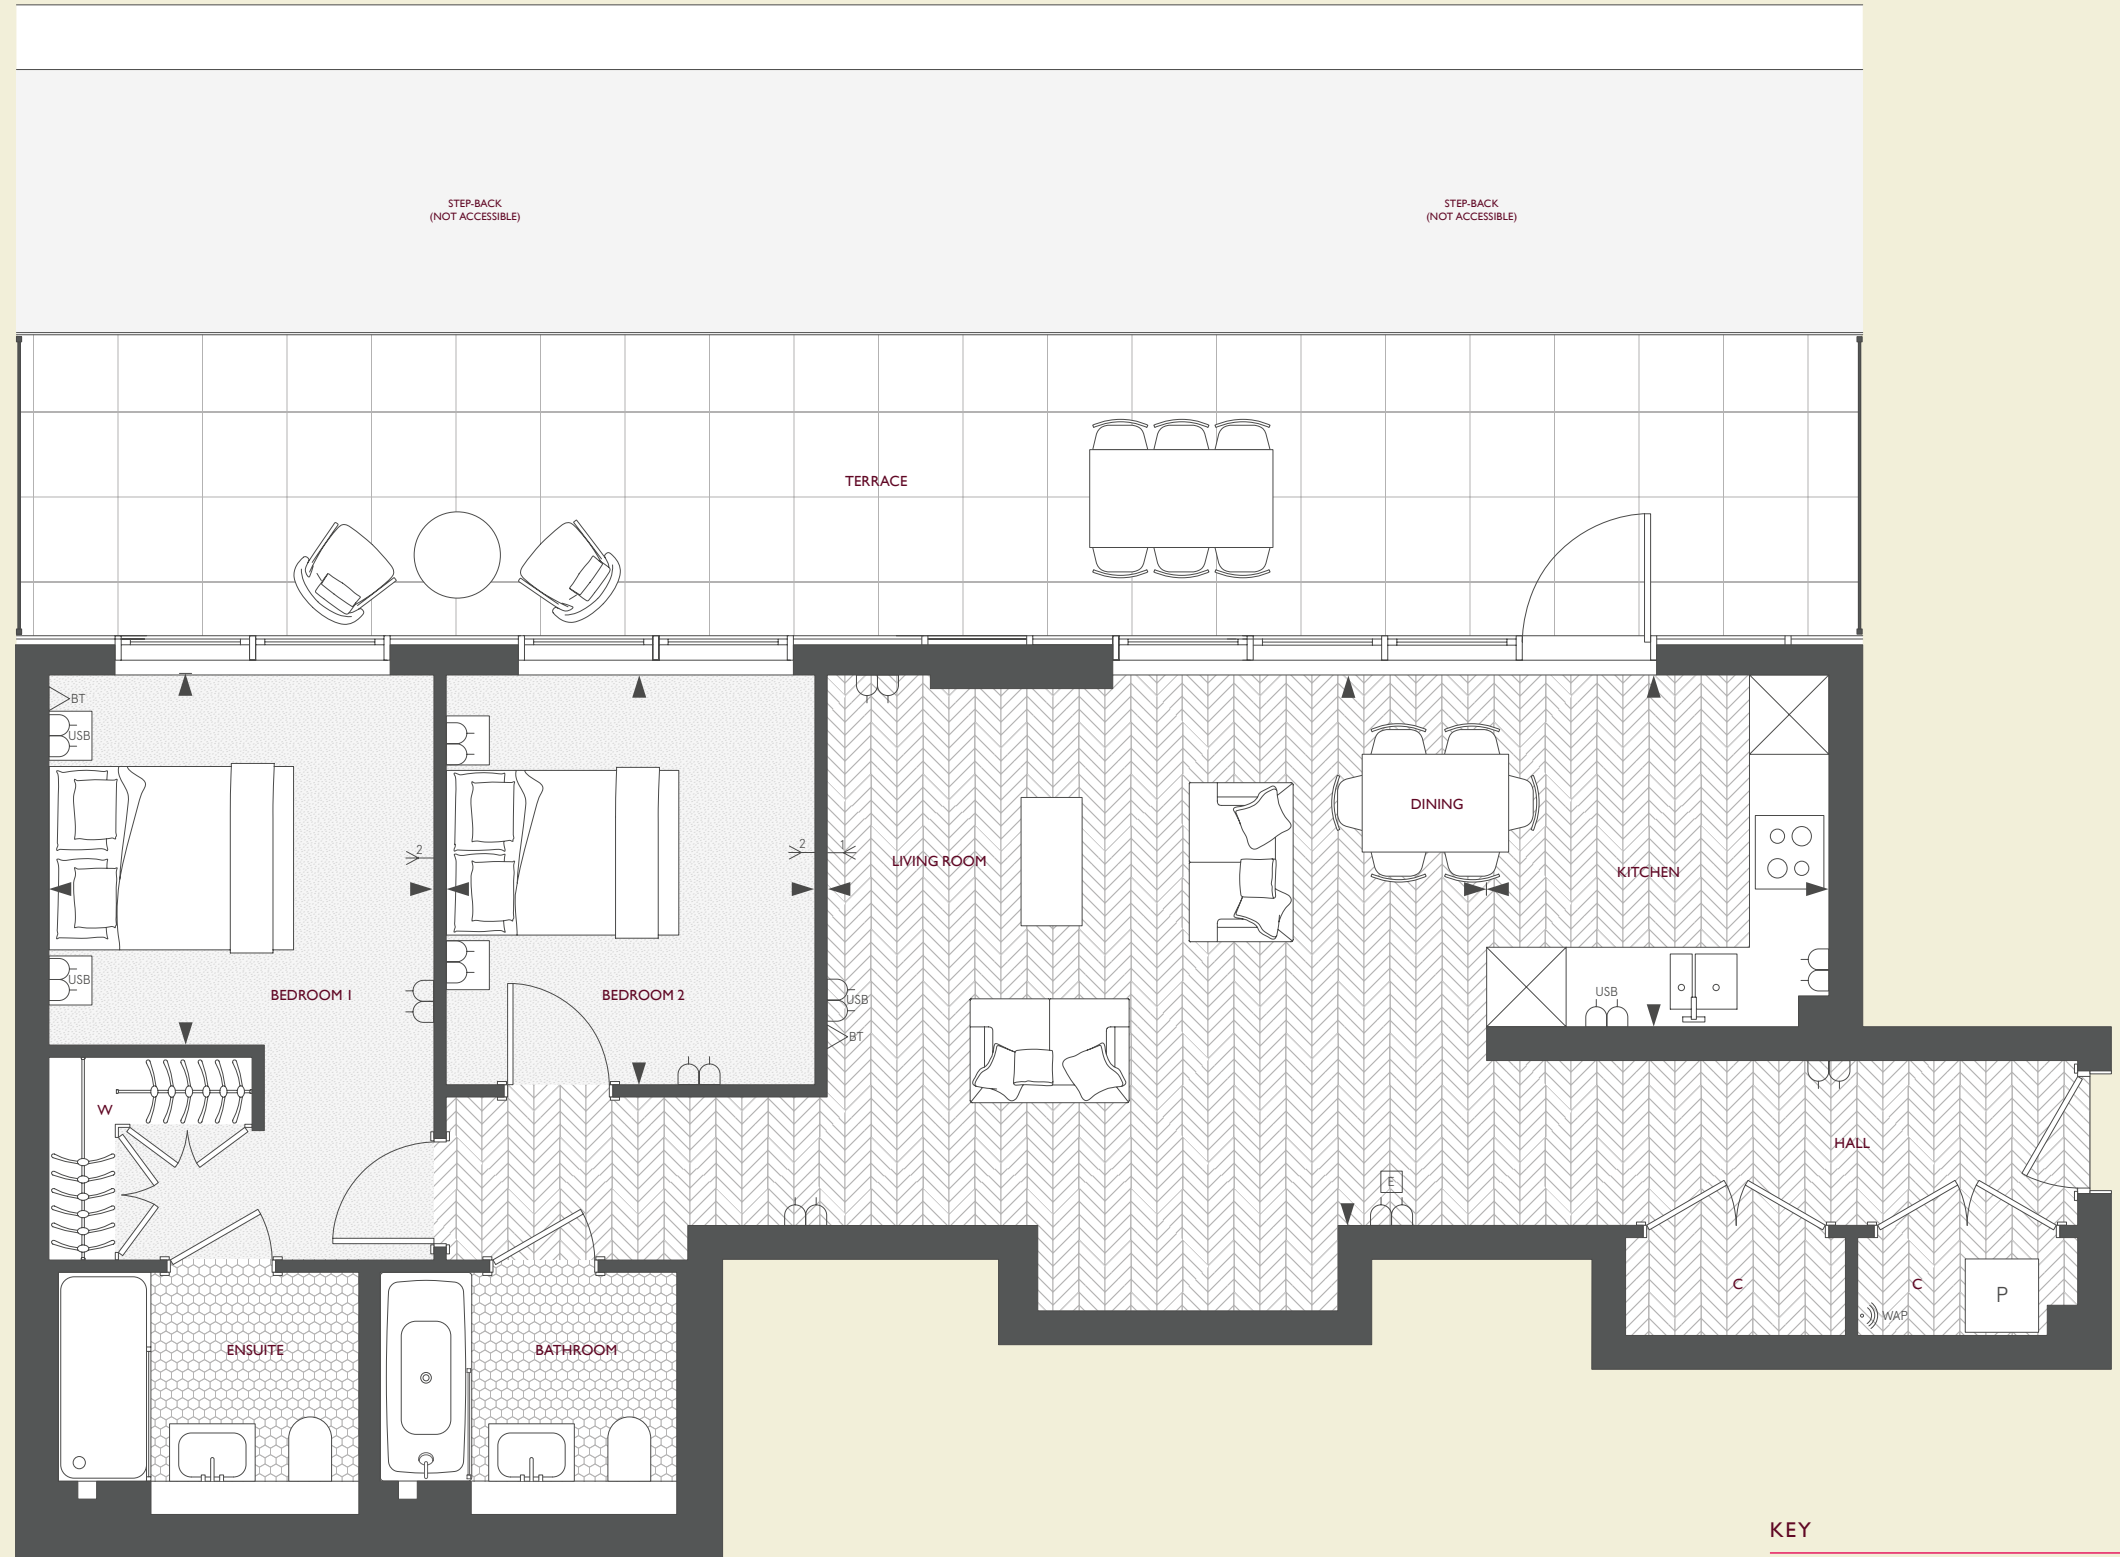 STEP-BACK
(NOT ACCESSIBLE)
STEP-BACK
(NOT ACCESSIBLE)
TERRACE
BT
USB
2
2
1
LIVING ROOM
DINING
KITCHEN
USB
BEDROOM 1
BEDROOM 2
USB
BT
USB
W
HALL
E
C
C
P
WAP
ENSUITE
BATHROOM
KEY